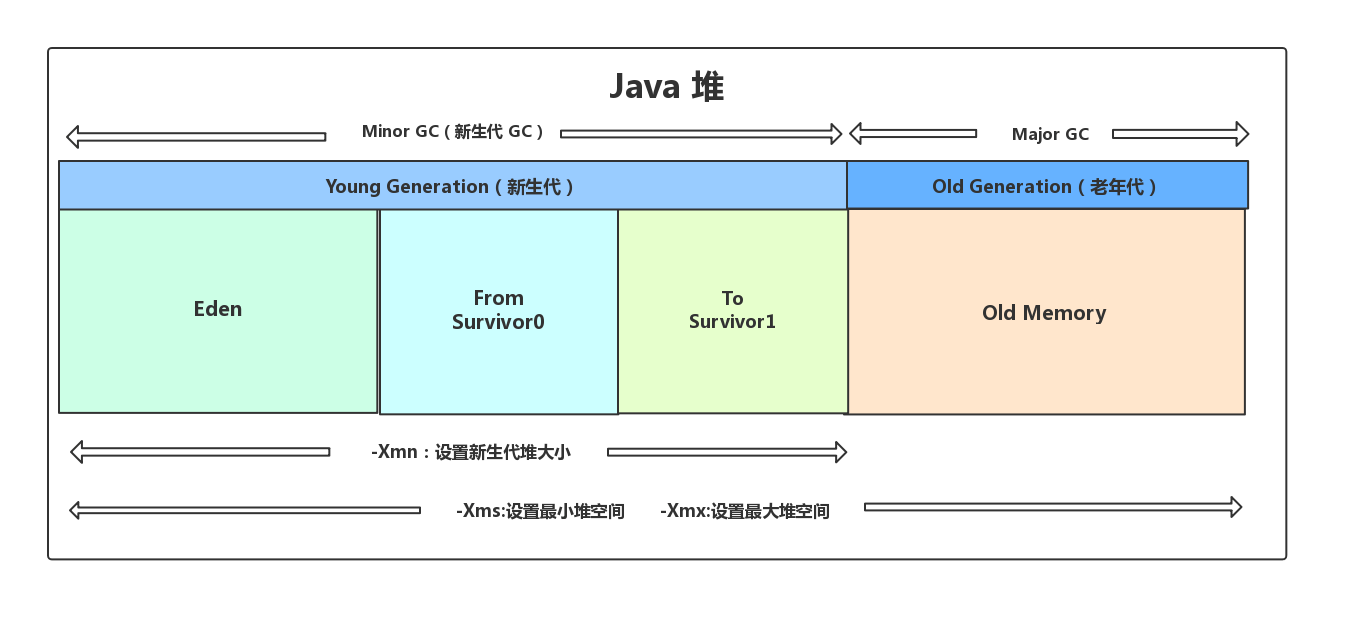 Java 堆
Minor GC（新生代 GC）
Major GC
Young Generation（新生代）
Old Generation（老年代）
Eden
From
Survivor0
To
Survivor1
Old Memory
-Xmn：设置新生代堆大小
-Xms:设置最小堆空间
-Xmx:设置最大堆空间